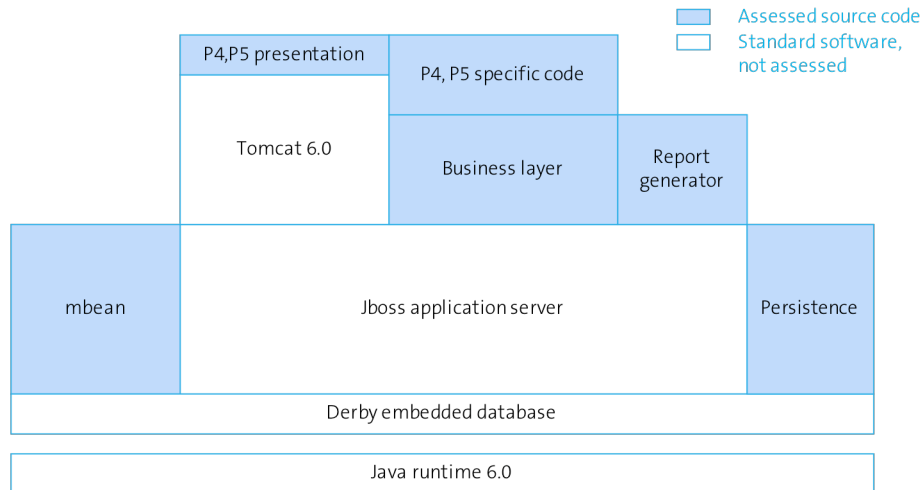 Assessed source code
Standard software,
not assessed
P4,P5 presentation
P4, P5 specific code
Tomcat 6.0
Business layer
Report
generator
mbean
Jboss application server
Persistence
Derby embedded database
Java runtime 6.0